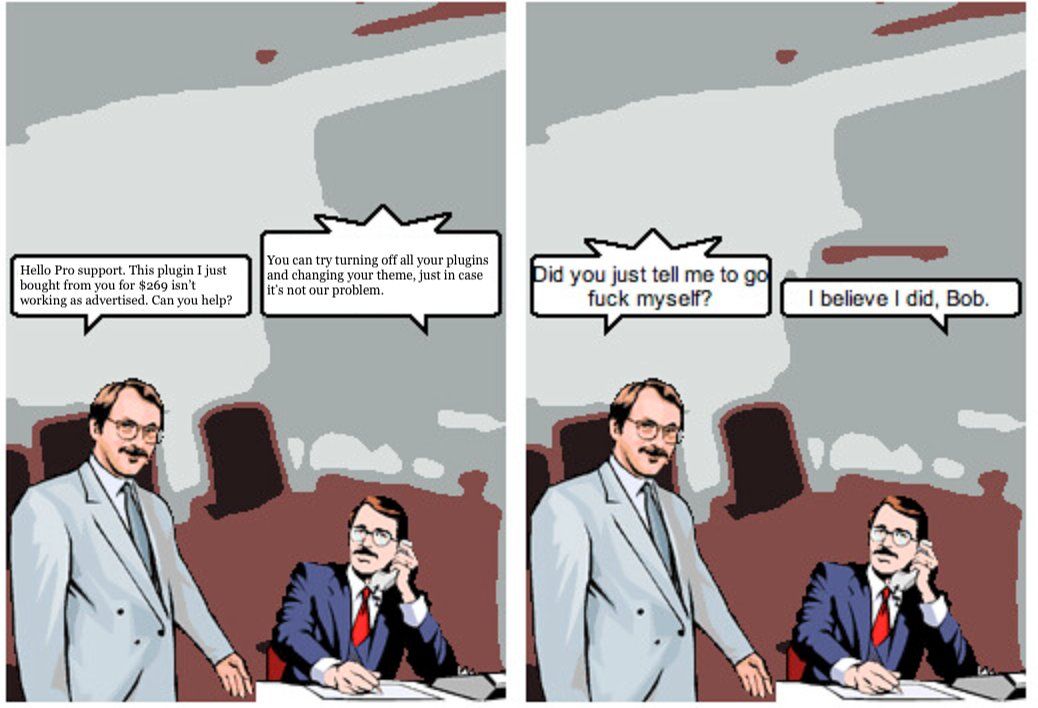 Hello Pro support. This plugin I just
bought from you for $269 isn't
working as advertised. Can you help?
You can try turning off all your plugins
and changing your theme, just in case
it's not our problem.
Did you just tell me to go
fuck myself?
I believe I did, Bob.